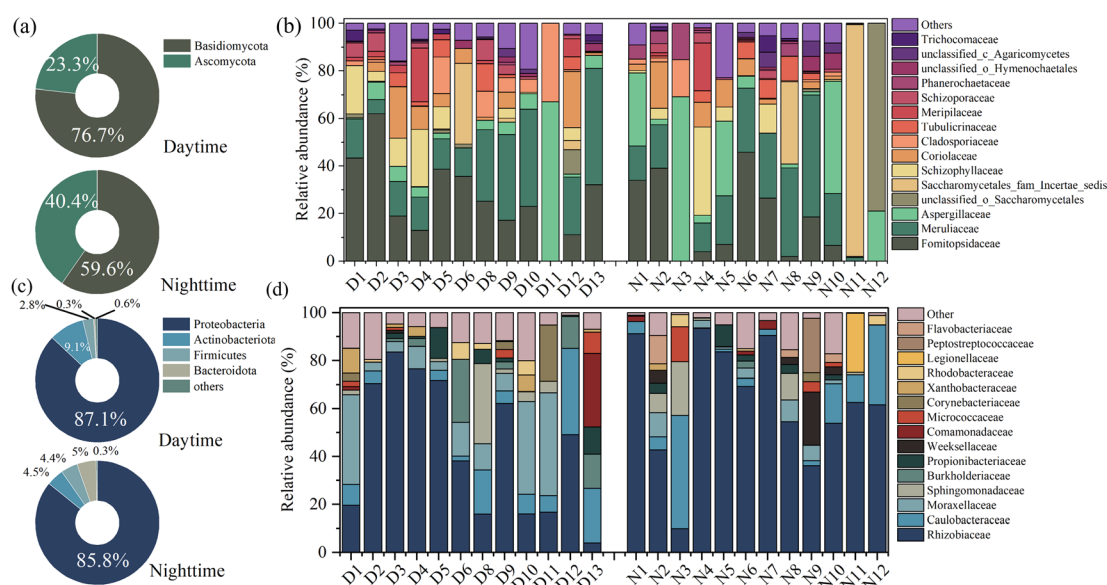 (a)
Basidiomycota
Ascomycota
23.3%
76.7%
Daytime
40.4%
59.6%
Nighttime
(b)
Relative abundance (%)
100
80
60
40
20
0
D1 D2 D3 D4 D5 D6 D8 D9 D10 D11 D12 D13 N1 N2 N3 N4 N5 N6 N7 N8 N9 N10 N11 N12
Others
Trichocomaceae
unclassified_c_Agaricomycetes
unclassified_o_Hymenochaetales
Phanerochaetaceae
Schizoporaceae
Meripilaceae
Tubulicrinaceae
Cladosporiaceae
Coriolaceae
Schizophyllaceae
Saccharomycetales_fam_Incertae_sedis
unclassified_o_Saccharomycetales
Aspergillaceae
Meruliaceae
Fomitopsidaceae
(c)
2.8%
0.3%
0.6%
9.1%
87.1%
Proteobacteria
Actinobacteriota
Firmicutes
Bacteroidota
others
Daytime
4.5%
4.4%
5%
0.3%
85.8%
Nighttime
(d)
Relative abundance (%)
100
80
60
40
20
0
D1 D2 D3 D4 D5 D6 D8 D9 D10 D11 D12 D13 N1 N2 N3 N4 N5 N6 N7 N8 N9 N10 N11 N12
Other
Flavobacteriaceae
Peptostreptococcaceae
Legionellaceae
Rhodobacteraceae
Xanthobacteraceae
Corynebacteriaceae
Micrococcaceae
Comamonadaceae
Weeksellaceae
Propionibacteriaceae
Burkholderiaceae
Sphingomonadaceae
Moraxellaceae
Caulobacteraceae
Rhizobiaceae